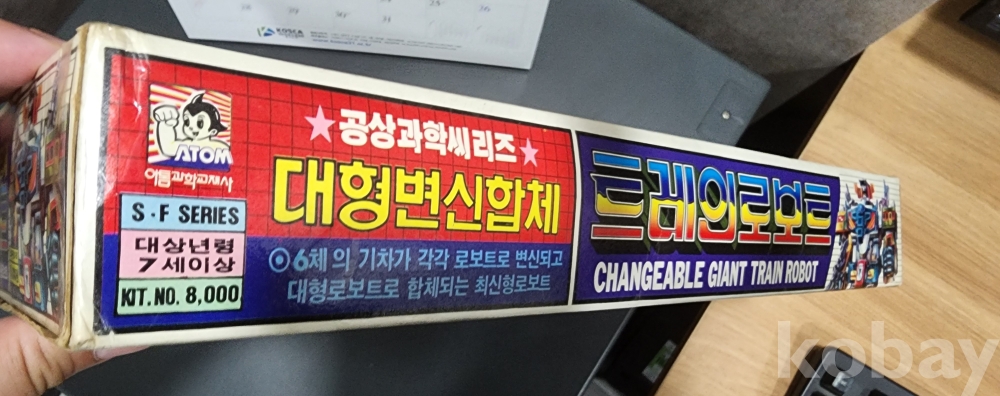 KOSCA
ATOM
아톰과학교재사
S·F SERIES
대상년령
7세이상
KIT. NO. 8,000
★공상과학씨리즈★
대형변신합체
⊙6체의 기차가 각각 로보트로 변신되고
대형로보트로 합체되는 최신형로보트
트레인로보트
CHANGEABLE GIANT TRAIN ROBOT
kobay